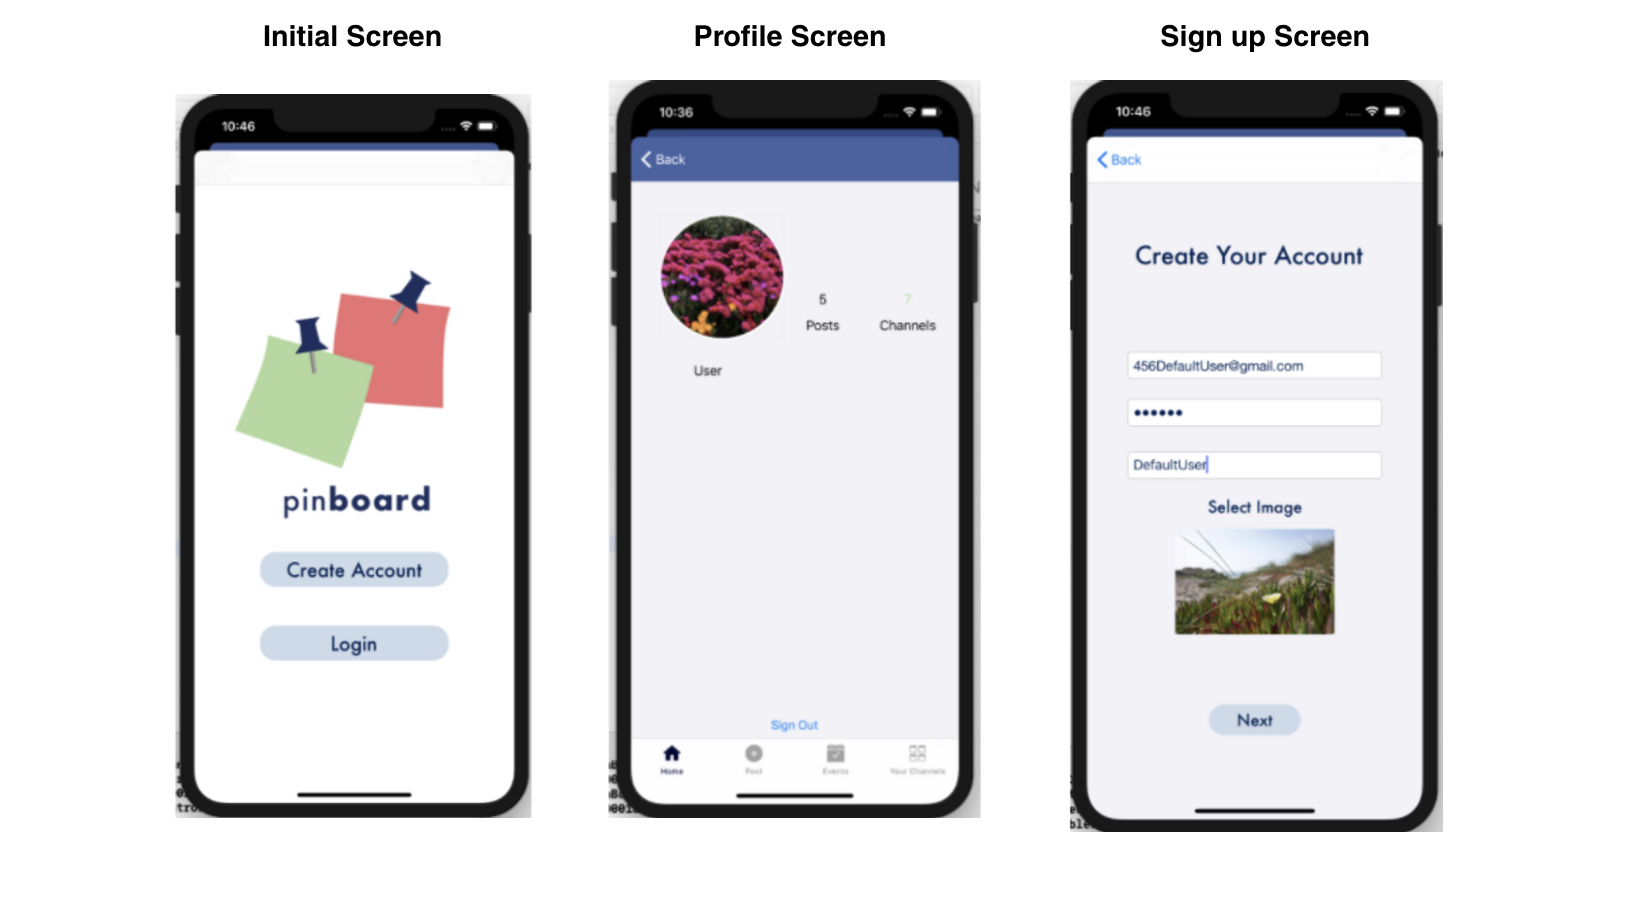 Initial Screen
10:46
pinboard
Create Account
Login
Profile Screen
10:36
Back
5
Posts
7
Channels
User
Sign Out
Home
Post
Events
Your Channels
Sign up Screen
10:46
Back
Create Your Account
456DefaultUser@gmail.com
••••••
DefaultUser
Select Image
Next